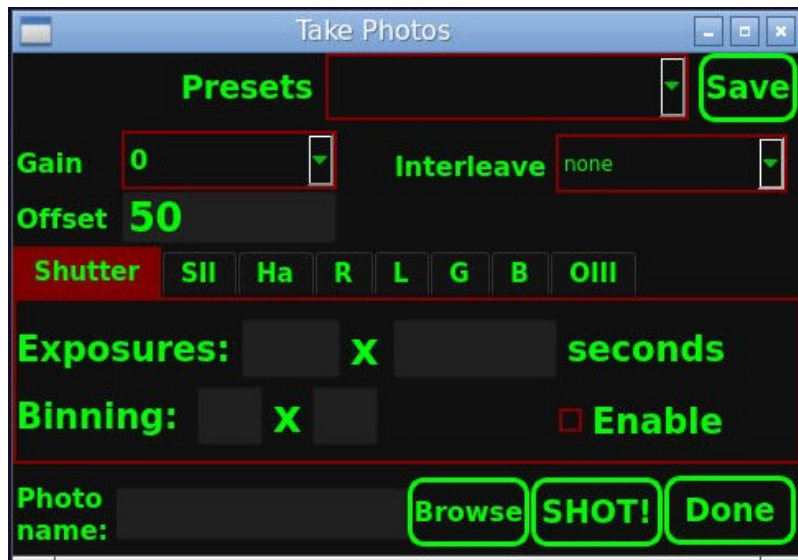 Take Photos
Presets Save
Gain 0 Interleave none
Offset 50
Shutter SII Ha R L G B OIII
Exposures: x seconds
Binning: x Enable
Photo
name: Browse SHOT! Done